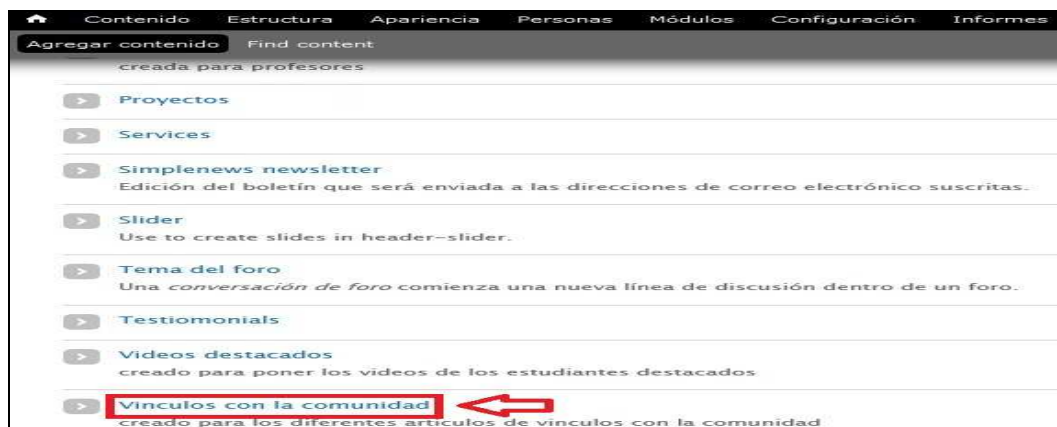 Contenido Estructura Apariencia Personas Módulos Configuración Informes
Agregar contenido Find content
creada para profesores
Proyectos
Services
Simplenews newsletter
Edición del boletín que será enviada a las direcciones de correo electrónico suscritas.
Slider
Use to create slides in header-slider.
Tema del foro
Una conversación de foro comienza una nueva línea de discusión dentro de un foro.
Testiomonials
Videos destacados
creado para poner los videos de los estudiantes destacados
Vinculos con la comunidad
creado para los diferentes articulos de vinculos con la comunidad